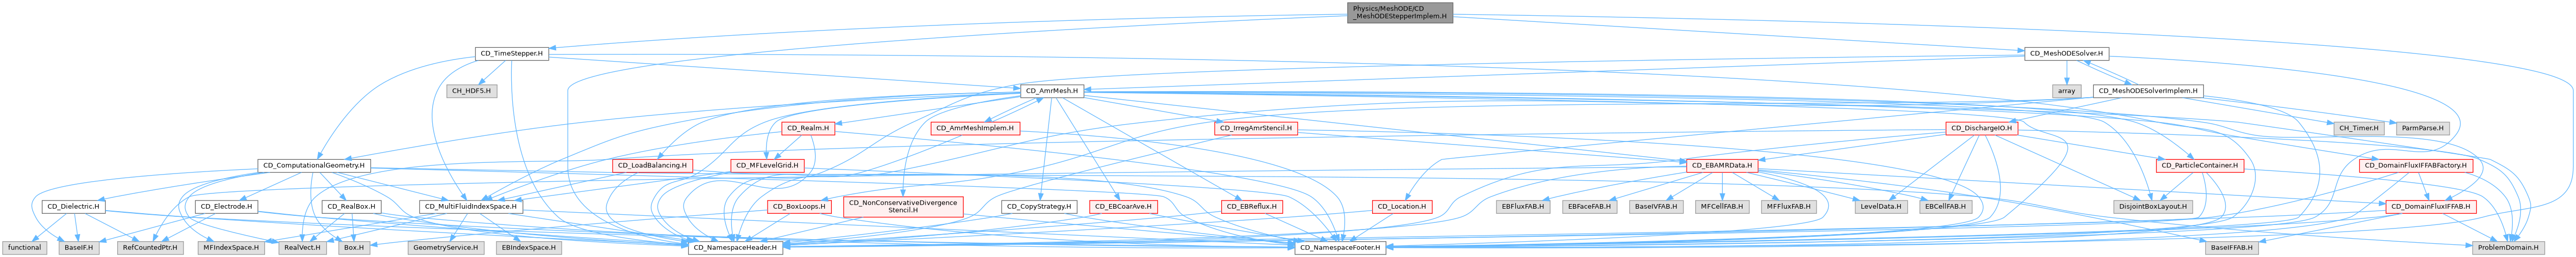 Physics/MeshODE/CD
_MeshODEStepperImplem.H
CD_TimeStepper.H
CD_MeshODESolver.H
CH_HDF5.H
CD_AmrMesh.H
array
CD_MeshODESolverImplem.H
CD_Realm.H
CD_AmrMeshImplem.H
CD_IrregAmrStencil.H
CD_DischargeIO.H
CH_Timer.H
ParmParse.H
CD_ComputationalGeometry.H
CD_LoadBalancing.H
CD_MFLevelGrid.H
CD_EBAMRData.H
CD_ParticleContainer.H
CD_DomainFluxIFFABFactory.H
CD_Dielectric.H
CD_Electrode.H
CD_RealBox.H
CD_MultiFluidIndexSpace.H
CD_BoxLoops.H
CD_NonConservativeDivergence
Stencil.H
CD_CopyStrategy.H
CD_EBCoarAve.H
CD_EBReflux.H
CD_Location.H
EBFluxFAB.H
EBFaceFAB.H
BaseIVFAB.H
MFCellFAB.H
MFFluxFAB.H
LevelData.H
EBCellFAB.H
DisjointBoxLayout.H
CD_DomainFluxIFFAB.H
functional
BaseIF.H
RefCountedPtr.H
MFIndexSpace.H
RealVect.H
Box.H
GeometryService.H
EBIndexSpace.H
CD_NamespaceHeader.H
CD_NamespaceFooter.H
BaseIFFAB.H
ProblemDomain.H